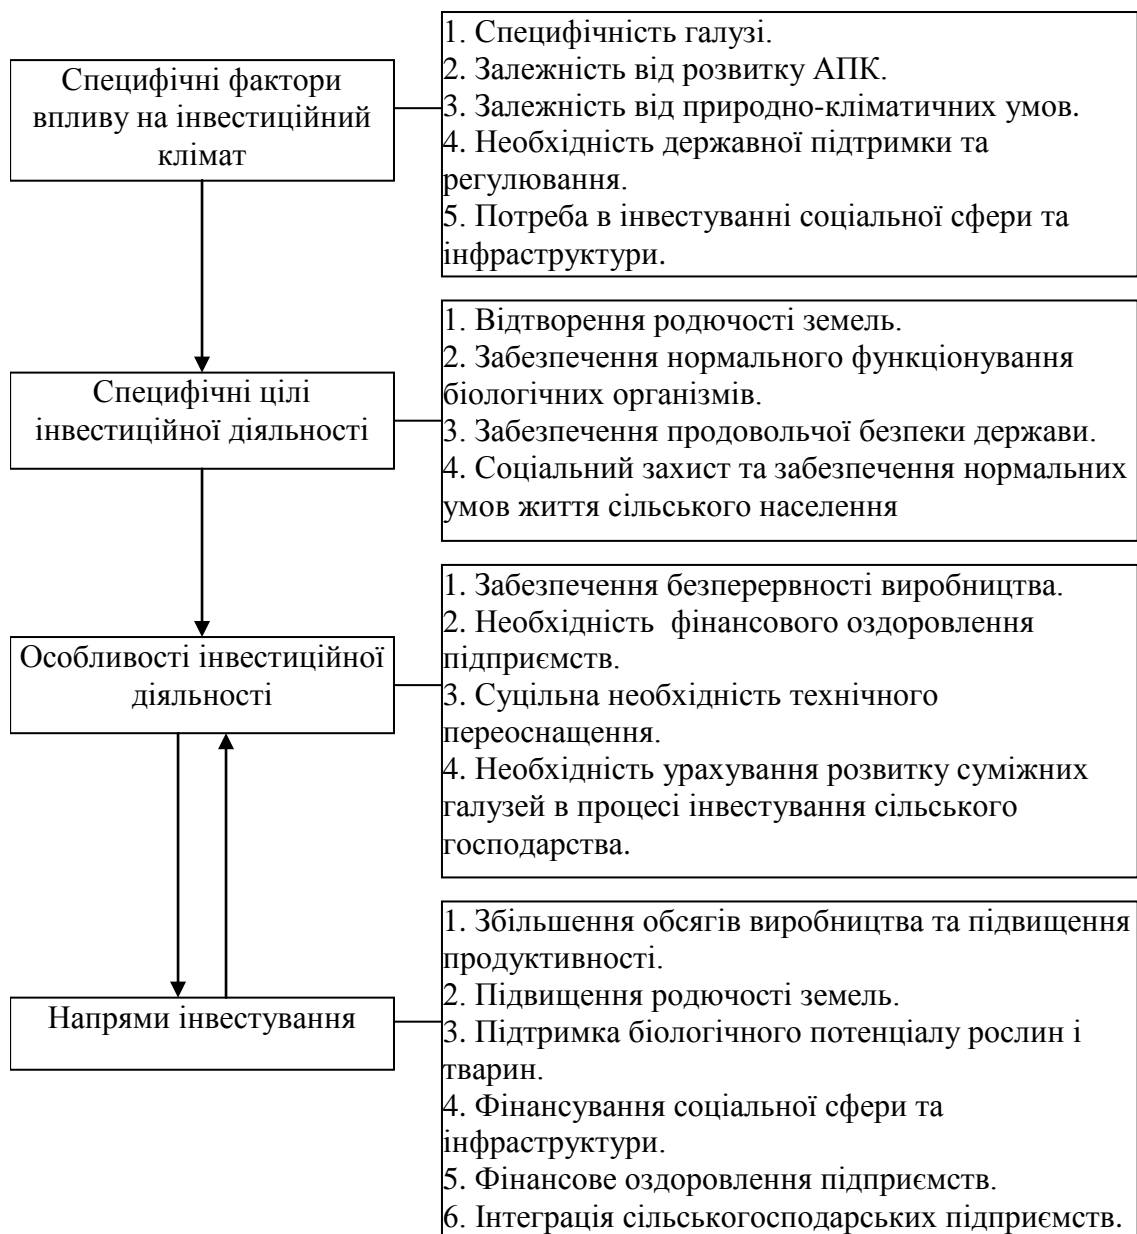 Специфічні фактори
впливу на інвестиційний
клімат
1. Специфічність галузі.
2. Залежність від розвитку АПК.
3. Залежність від природно-кліматичних умов.
4. Необхідність державної підтримки та
регулювання.
5. Потреба в інвестуванні соціальної сфери та
інфраструктури.
Специфічні цілі
інвестиційної діяльності
1. Відтворення родючості земель.
2. Забезпечення нормального функціонування
біологічних організмів.
3. Забезпечення продовольчої безпеки держави.
4. Соціальний захист та забезпечення нормальних
умов життя сільського населення
Особливості інвестиційної
діяльності
1. Забезпечення безперервності виробництва.
2. Необхідність  фінансового оздоровлення
підприємств.
3. Суцільна необхідність технічного
переоснащення.
4. Необхідність урахування розвитку суміжних
галузей в процесі інвестування сільського
господарства.
Напрями інвестування
1. Збільшення обсягів виробництва та підвищення
продуктивності.
2. Підвищення родючості земель.
3. Підтримка біологічного потенціалу рослин і
тварин.
4. Фінансування соціальної сфери та
інфраструктури.
5. Фінансове оздоровлення підприємств.
6. Інтеграція сільськогосподарських підприємств.